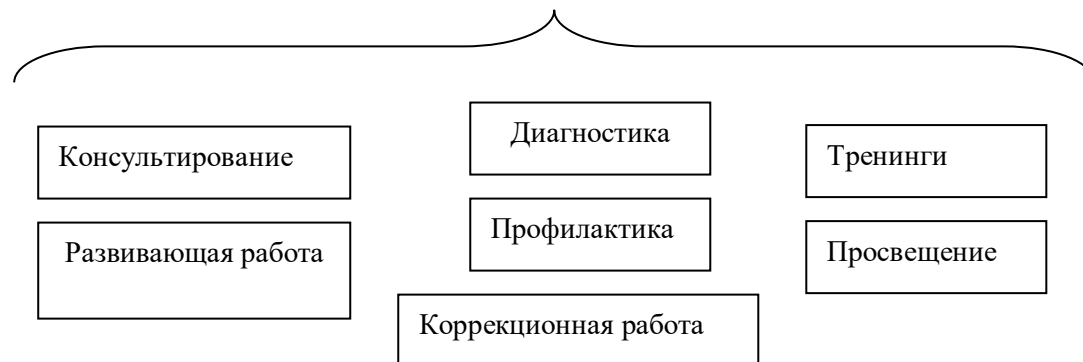 Консультирование
Диагностика
Тренинги
Развивающая работа
Профилактика
Просвещение
Коррекционная работа